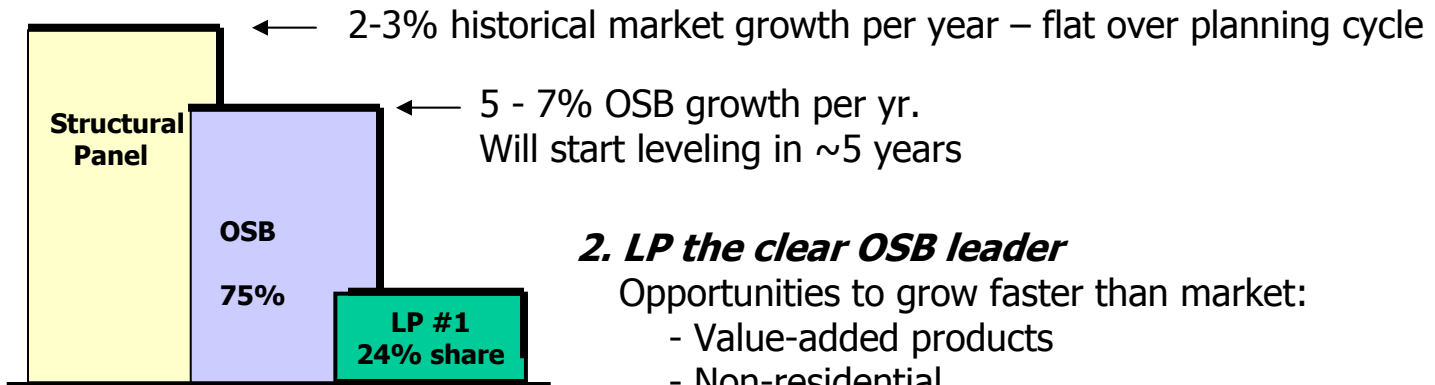 2-3% historical market growth per year – flat over planning cycle
5 - 7% OSB growth per yr.
Will start leveling in ~5 years
Structural
Panel
OSB
75%
LP #1
24% share
2. LP the clear OSB leader
Opportunities to grow faster than market:
- Value-added products
- Non-residential